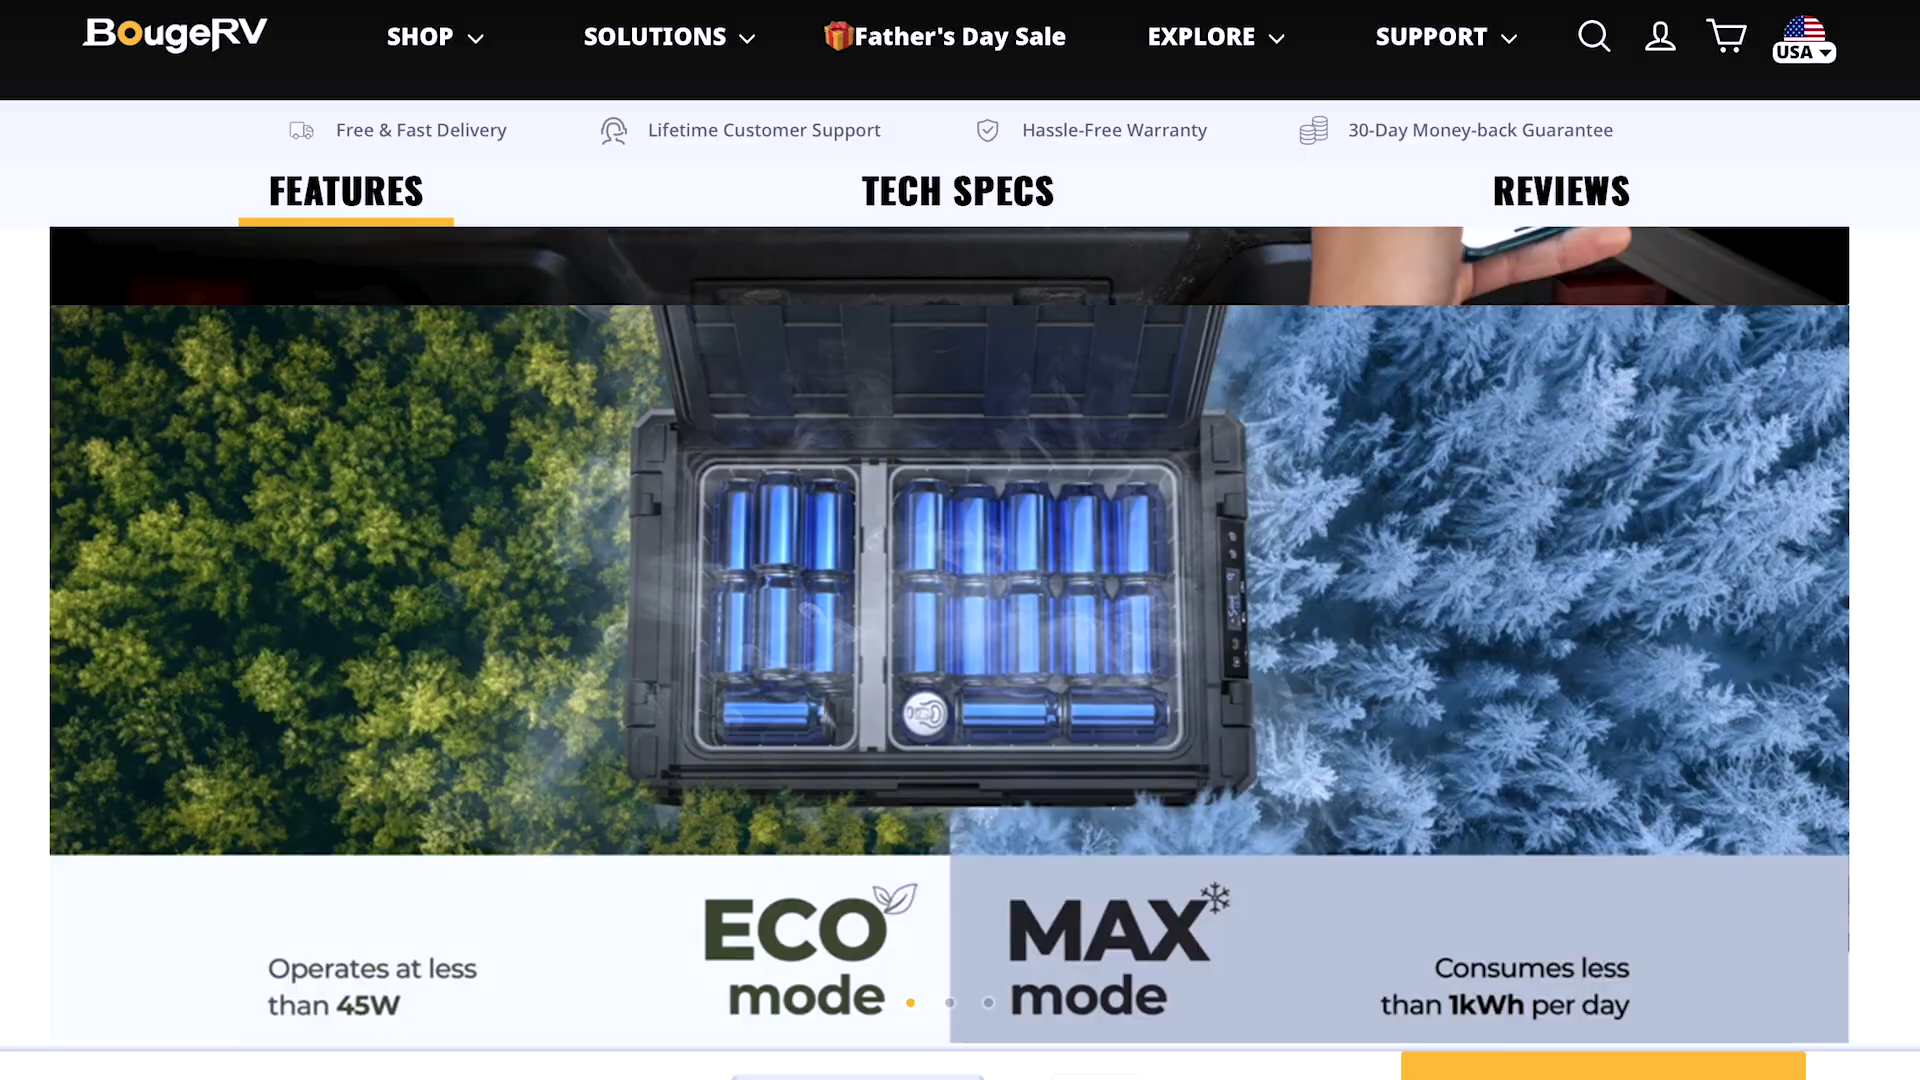 BougeRV
SHOP
SOLUTIONS
🎁Father's Day Sale
EXPLORE
SUPPORT
USA
Free & Fast Delivery
Lifetime Customer Support
Hassle-Free Warranty
30-Day Money-back Guarantee
FEATURES
TECH SPECS
REVIEWS
ECO
mode
Operates at less
than 45W
MAX
mode
Consumes less
than 1kWh per day